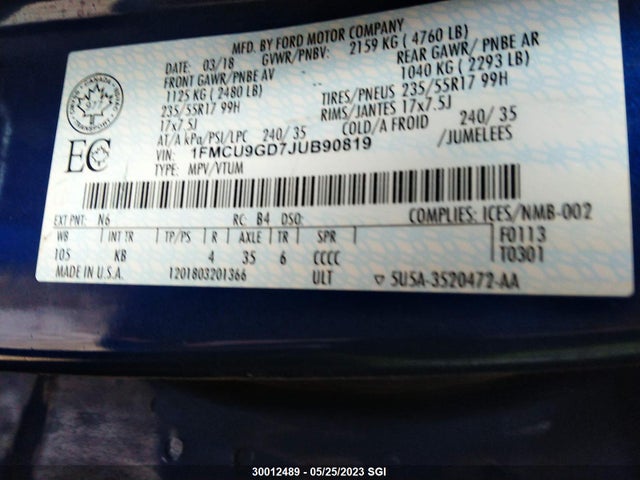 MFD. BY FORD MOTOR COMPANY
DATE: 03/18 GVWR/PNBV: 2159 KG ( 4760 LB)
FRONT GAWR/PNBE AV REAR GAWR/ PNBE AR
1125 KG ( 2480 LB) 1040 KG ( 2293 LB)
235/55R17 99H TIRES/PNEUS 235/55R17 99H
17x7.5J RIMS/JANTES 17x7.5J
AT/A kPa/PSI/LPC 240/ 35 COLD/A FROID 240/ 35
VIN: 1FMCU9GD7JUB90819 /JUMELEES
TYPE: MPV/VTUM
CANADA
TRANSPORT
EC
EXT PNT: N6 RC: B4 DSO: COMPLIES: ICES/NMB-002
WB INT TR TP/PS R AXLE TR SPR F0113
105 KB 4 35 6 CCCC T0301
MADE IN U.S.A. 1201803201366 ULT ▽ 5U5A-3520472-AA
30012489 - 05/25/2023 SGI